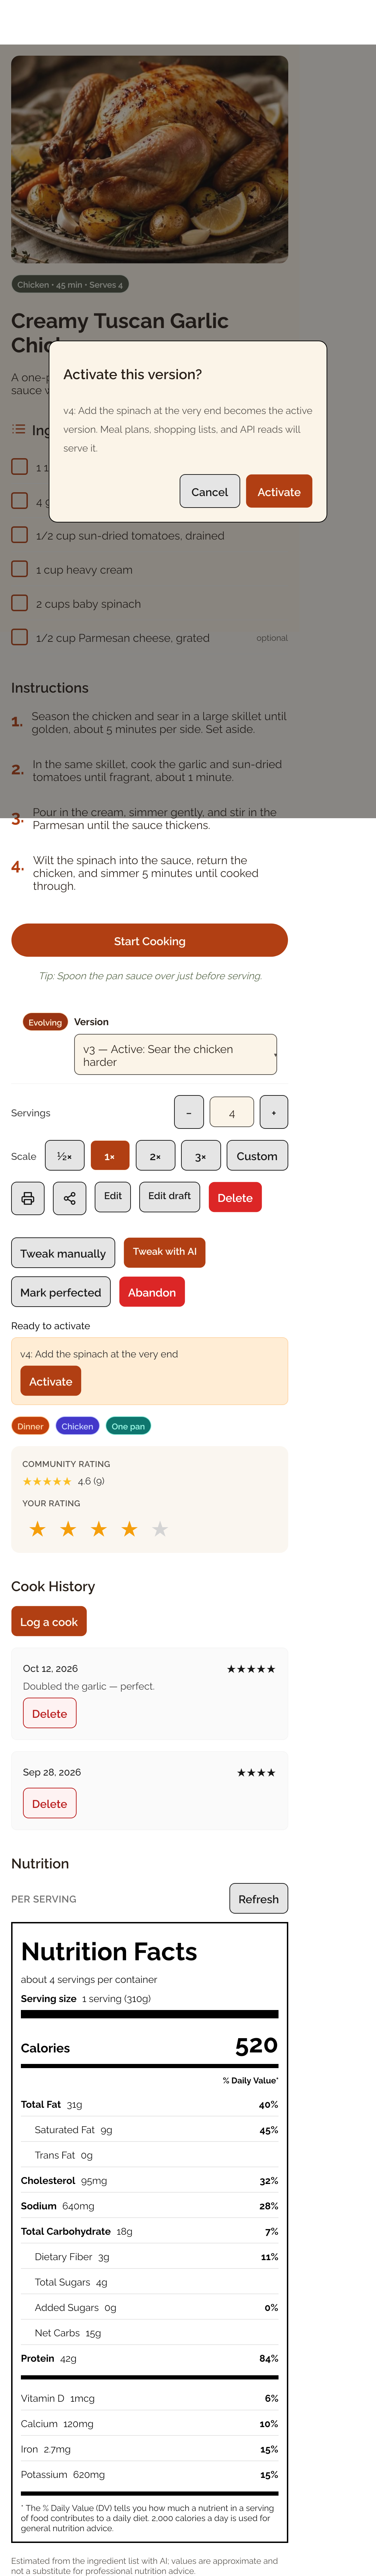 Chicken • 45 min • Serves 4
Creamy Tuscan Garlic
Chic
A one-p
sauce w
Activate this version?
v4: Add the spinach at the very end becomes the active
version. Meal plans, shopping lists, and API reads will
serve it.
Cancel
Activate
Ing
1 1
4 g
1/2 cup sun-dried tomatoes, drained
1 cup heavy cream
2 cups baby spinach
1/2 cup Parmesan cheese, grated
optional
Instructions
1. Season the chicken and sear in a large skillet until
golden, about 5 minutes per side. Set aside.
2. In the same skillet, cook the garlic and sun-dried
tomatoes until fragrant, about 1 minute.
3. Pour in the cream, simmer gently, and stir in the
Parmesan until the sauce thickens.
4. Wilt the spinach into the sauce, return the
chicken, and simmer 5 minutes until cooked
through.
Start Cooking
Tip: Spoon the pan sauce over just before serving.
Evolving
Version
v3 — Active: Sear the chicken
harder
Servings
−
4
+
Scale
½×
1×
2×
3×
Custom
Edit
Edit draft
Delete
Tweak manually
Tweak with AI
Mark perfected
Abandon
Ready to activate
v4: Add the spinach at the very end
Activate
Dinner
Chicken
One pan
COMMUNITY RATING
★★★★★ 4.6 (9)
YOUR RATING
★ ★ ★ ★ ★
Cook History
Log a cook
Oct 12, 2026 ★★★★★
Doubled the garlic — perfect.
Delete
Sep 28, 2026 ★★★★
Delete
Nutrition
PER SERVING
Refresh
Nutrition Facts
about 4 servings per container
Serving size 1 serving (310g)
Calories 520
% Daily Value*
Total Fat 31g 40%
Saturated Fat 9g 45%
Trans Fat 0g
Cholesterol 95mg 32%
Sodium 640mg 28%
Total Carbohydrate 18g 7%
Dietary Fiber 3g 11%
Total Sugars 4g
Added Sugars 0g 0%
Net Carbs 15g
Protein 42g 84%
Vitamin D 1mcg 6%
Calcium 120mg 10%
Iron 2.7mg 15%
Potassium 620mg 15%
* The % Daily Value (DV) tells you how much a nutrient in a serving
of food contributes to a daily diet. 2,000 calories a day is used for
general nutrition advice.
Estimated from the ingredient list with AI; values are approximate and
not a substitute for professional nutrition advice.